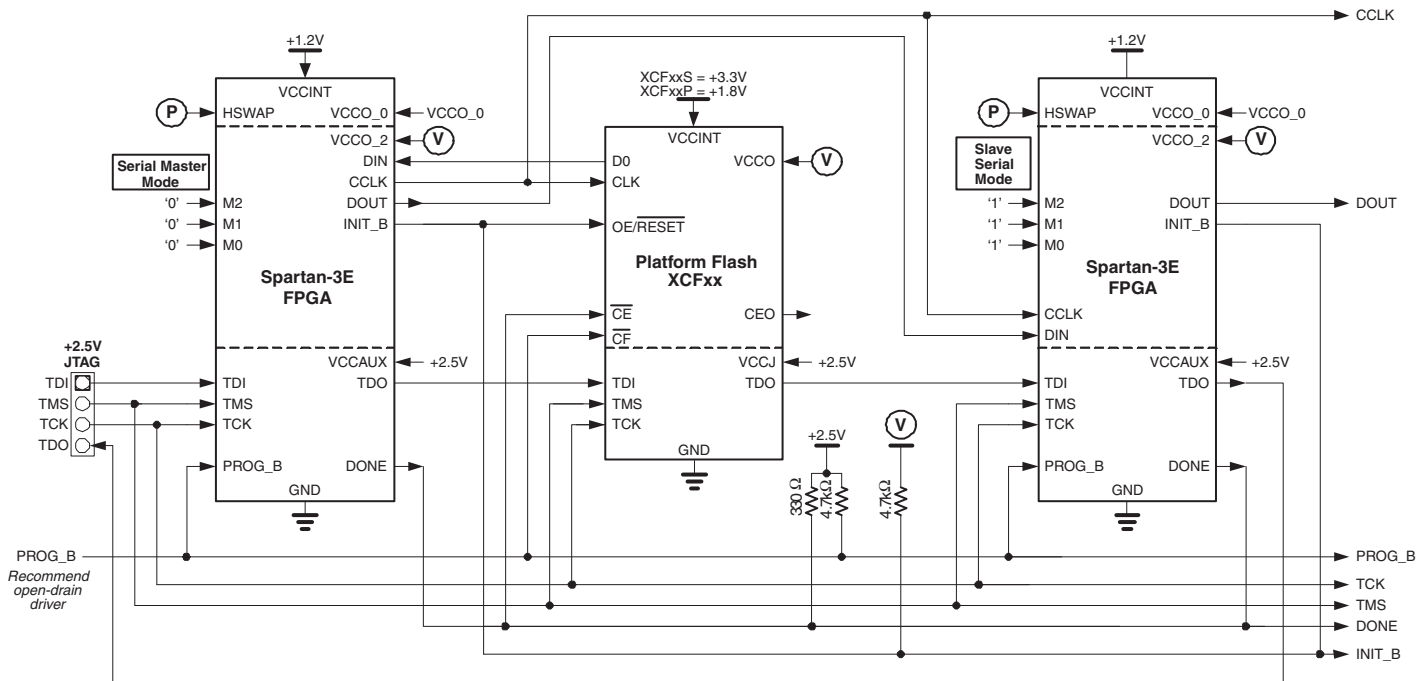 CCLK
+1.2V
VCCINT
P
HSWAP
VCCO_0
VCCO_0
VCCO_2
V
Serial Master
Mode
DIN
CCLK
DOUT
INIT_B
'0'
M2
'0'
M1
'0'
M0
Spartan-3E
FPGA
+2.5V
JTAG
VCCAUX
+2.5V
TDI
TDI
TDO
TMS
TMS
TCK
TCK
TDO
PROG_B
DONE
GND
XCFxxS = +3.3V
XCFxxP = +1.8V
VCCINT
D0
VCCO
V
CLK
OE/RESET
Platform Flash
XCFxx
CE
CEO
CF
VCCJ
+2.5V
TDI
TDO
TMS
TCK
GND
+2.5V
V
330 Ω
4.7kΩ
4.7kΩ
+1.2V
VCCINT
P
HSWAP
VCCO_0
VCCO_0
VCCO_2
V
Slave
Serial
Mode
'1'
M2
DOUT
DOUT
'1'
M1
INIT_B
'1'
M0
Spartan-3E
FPGA
CCLK
DIN
VCCAUX
+2.5V
TDI
TDO
TMS
TCK
PROG_B
DONE
GND
PROG_B
PROG_B
Recommend
open-drain
driver
TCK
TMS
DONE
INIT_B